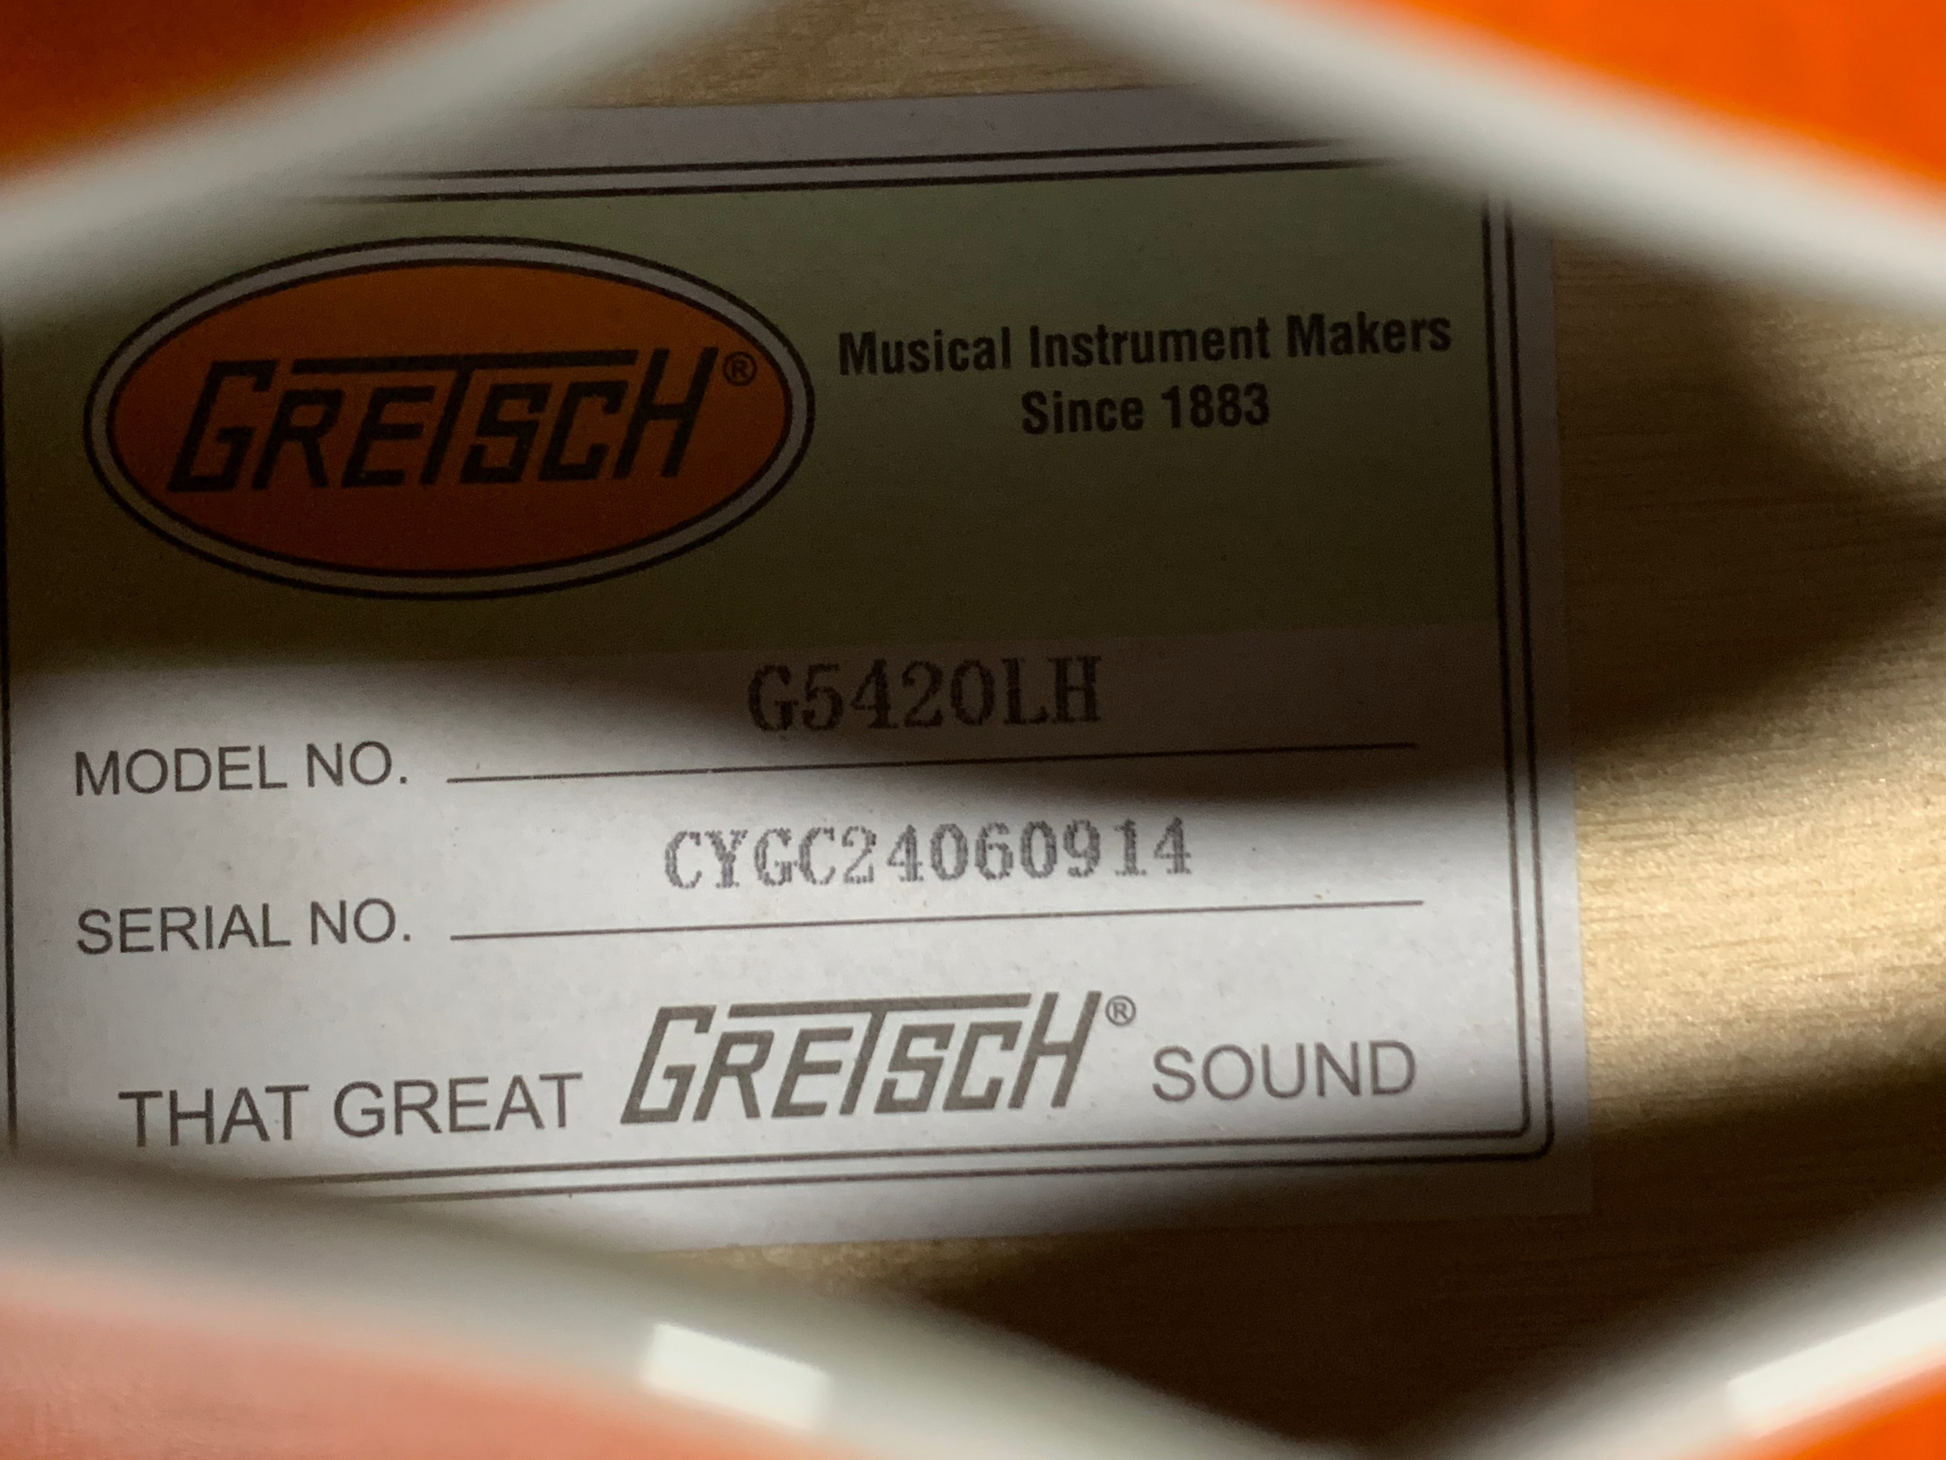 GRETSCH®
Musical Instrument Makers
Since 1883
MODEL NO. G5420LH
SERIAL NO. CYGC24060914
THAT GREAT GRETSCH® SOUND